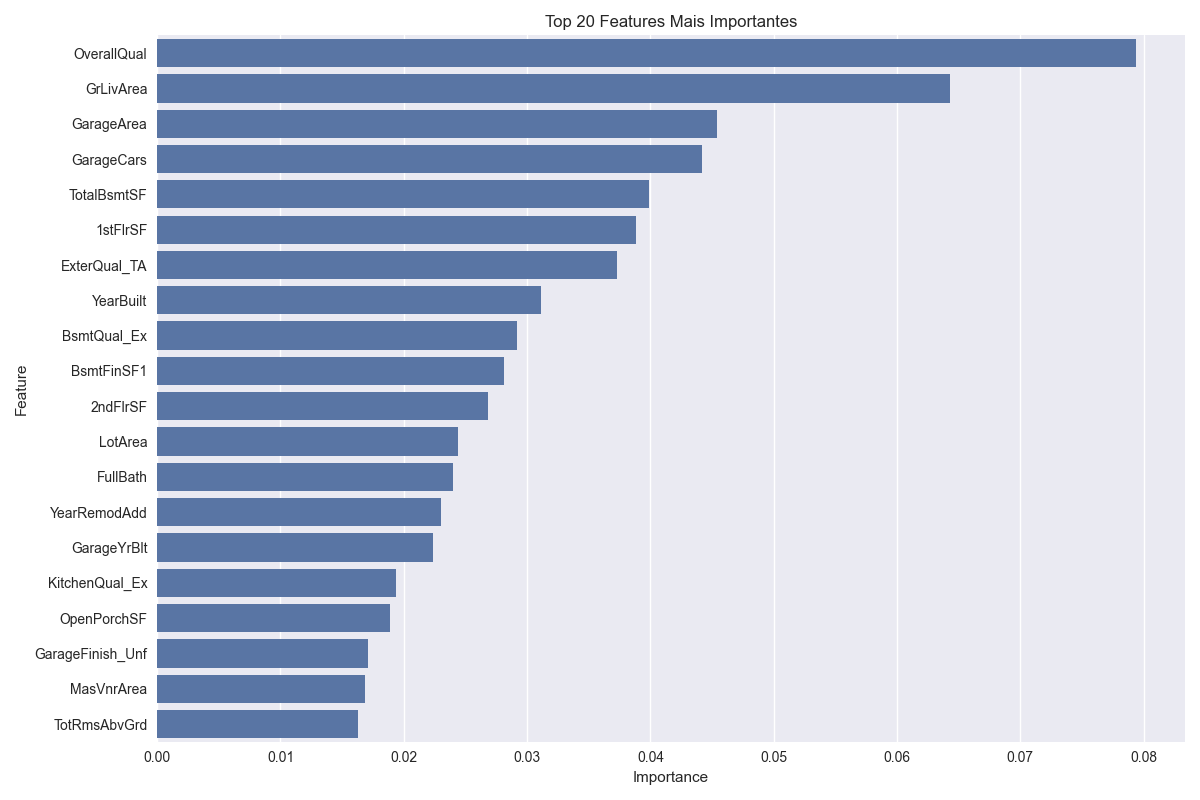 Top 20 Features Mais Importantes
OverallQual
GrLivArea
GarageArea
GarageCars
TotalBsmtSF
1stFlrSF
ExterQual_TA
YearBuilt
BsmtQual_Ex
BsmtFinSF1
2ndFlrSF
LotArea
FullBath
YearRemodAdd
GarageYrBlt
KitchenQual_Ex
OpenPorchSF
GarageFinish_Unf
MasVnrArea
TotRmsAbvGrd
Feature
0.00 0.01 0.02 0.03 0.04 0.05 0.06 0.07 0.08
Importance